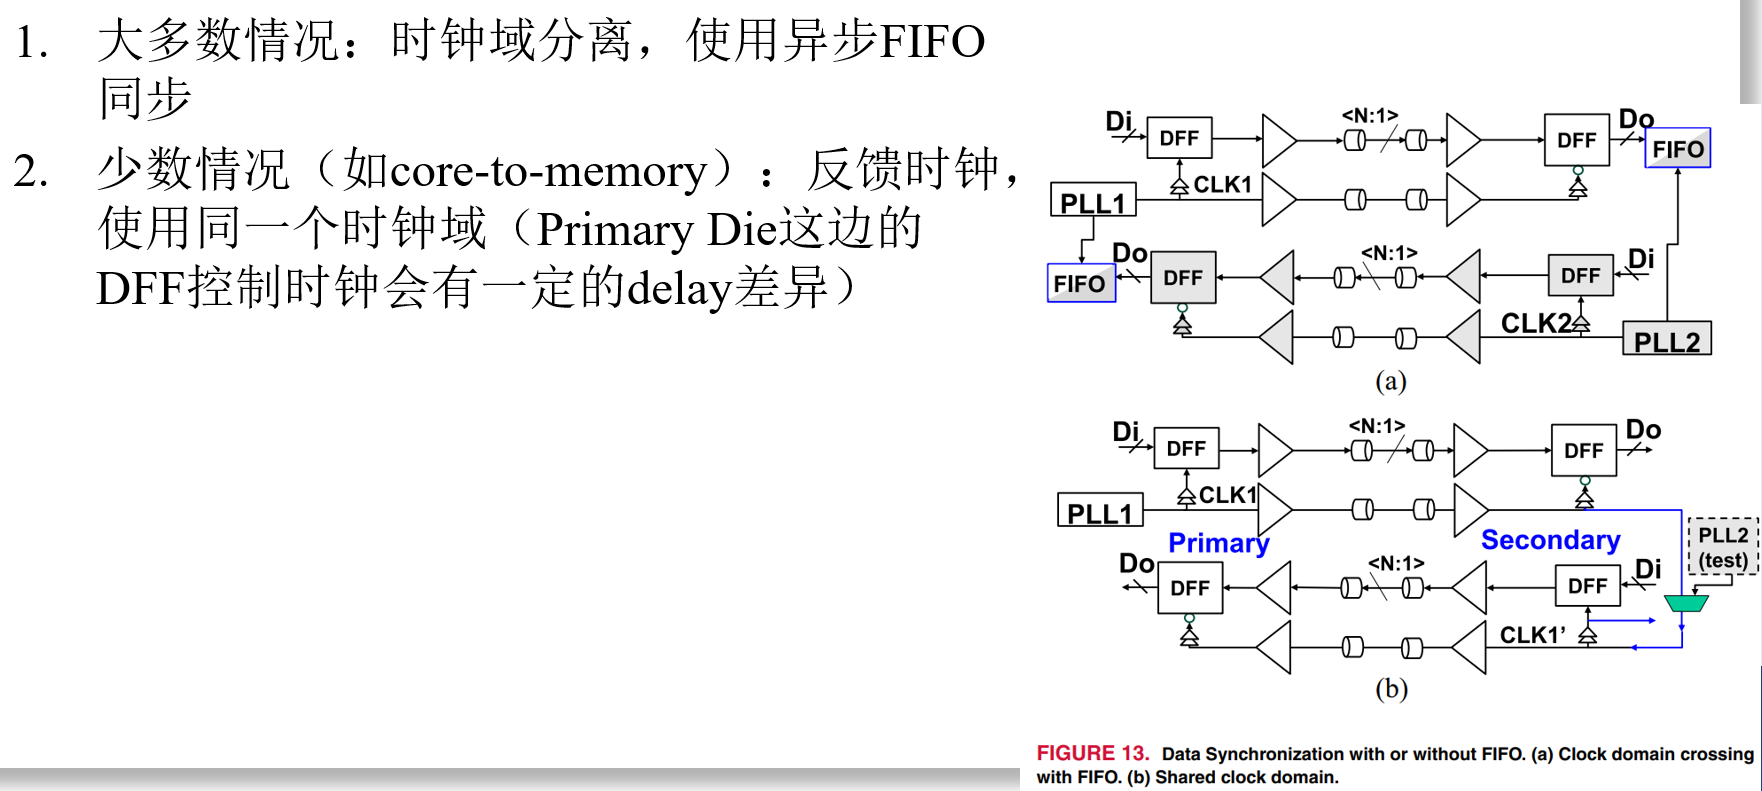 1. 大多数情况：时钟域分离，使用异步FIFO
同步
2. 少数情况（如core-to-memory）：反馈时钟，
使用同一个时钟域（Primary Die这边的
DFF控制时钟会有一定的delay差异）
Di
DFF
<N:1>
DFF
Do
FIFO
CLK1
PLL1
Do
FIFO
DFF
<N:1>
DFF
Di
CLK2
PLL2
(a)
Di
DFF
<N:1>
DFF
Do
CLK1
PLL1
Primary
Secondary
PLL2
(test)
Do
DFF
<N:1>
DFF
Di
CLK1’
(b)
FIGURE 13. Data Synchronization with or without FIFO. (a) Clock domain crossing
with FIFO. (b) Shared clock domain.